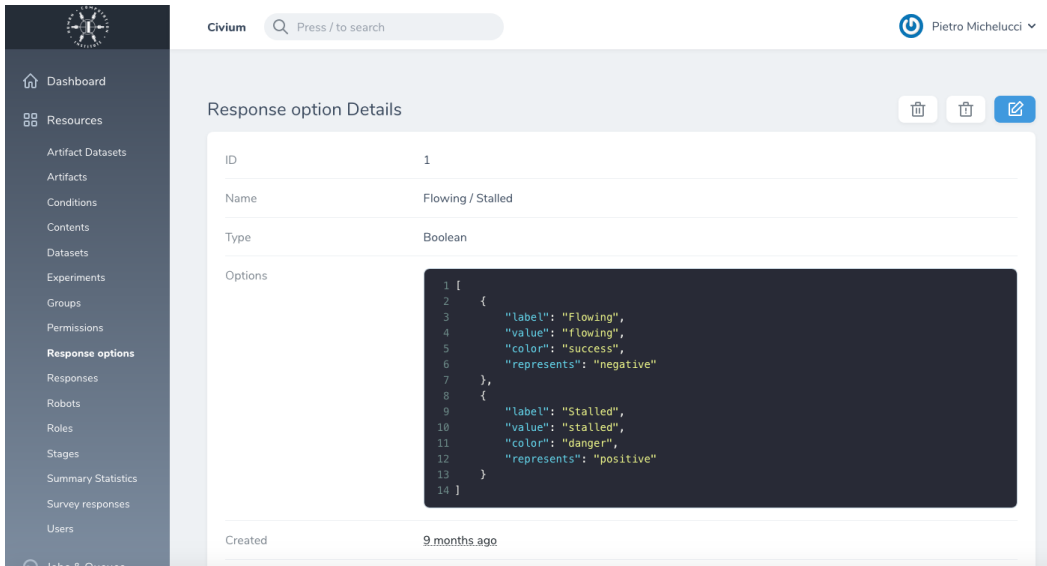 Civium
Press / to search
Pietro Michelucci
Dashboard
Resources
Artifact Datasets
Artifacts
Conditions
Contents
Datasets
Experiments
Groups
Permissions
Response options
Responses
Robots
Roles
Stages
Summary Statistics
Survey responses
Users
Response option Details
ID 1
Name Flowing / Stalled
Type Boolean
Options
1 [
2 {
3 "label": "Flowing",
4 "value": "flowing",
5 "color": "success",
6 "represents": "negative"
7 },
8 {
9 "label": "Stalled",
10 "value": "stalled",
11 "color": "danger",
12 "represents": "positive"
13 }
14 ]
Created 9 months ago